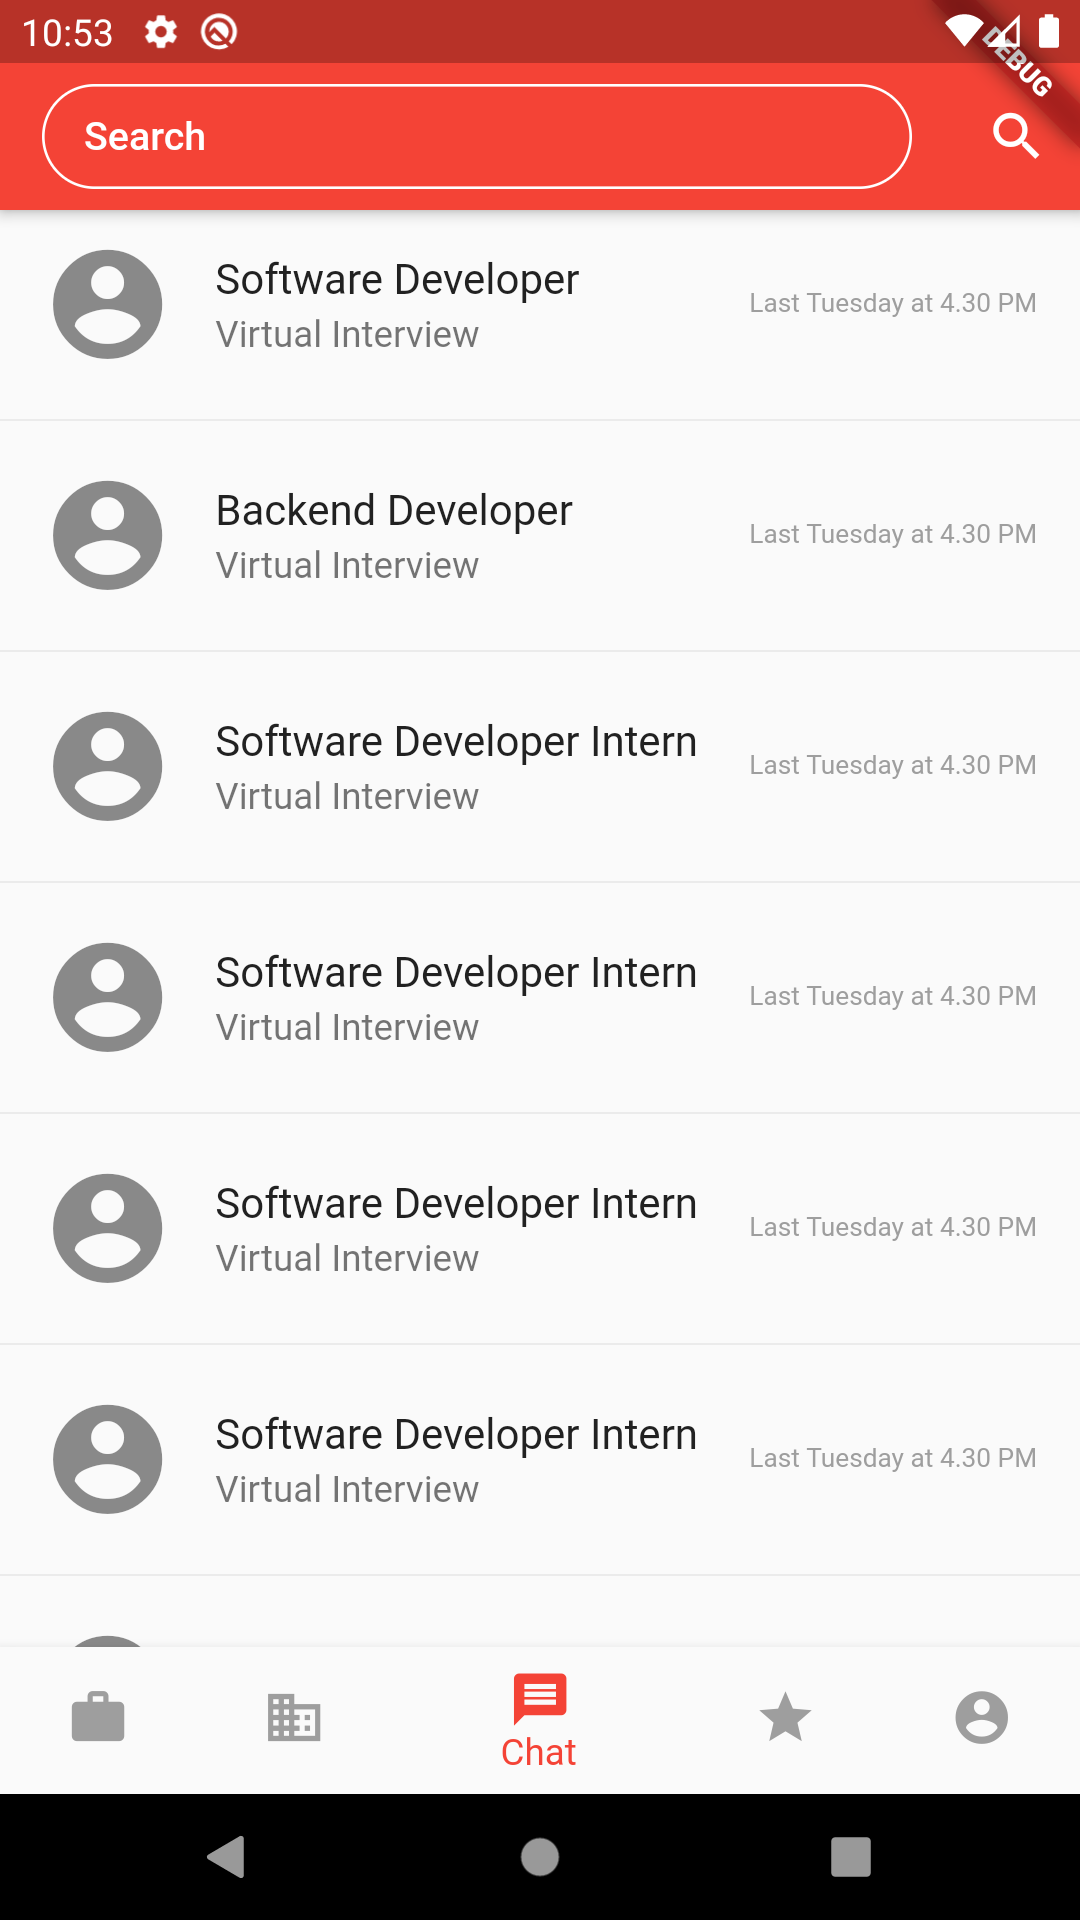 10:53
DEBUG
Search
Software Developer
Virtual Interview
Last Tuesday at 4.30 PM
Backend Developer
Virtual Interview
Last Tuesday at 4.30 PM
Software Developer Intern
Virtual Interview
Last Tuesday at 4.30 PM
Software Developer Intern
Virtual Interview
Last Tuesday at 4.30 PM
Software Developer Intern
Virtual Interview
Last Tuesday at 4.30 PM
Software Developer Intern
Virtual Interview
Last Tuesday at 4.30 PM
Chat